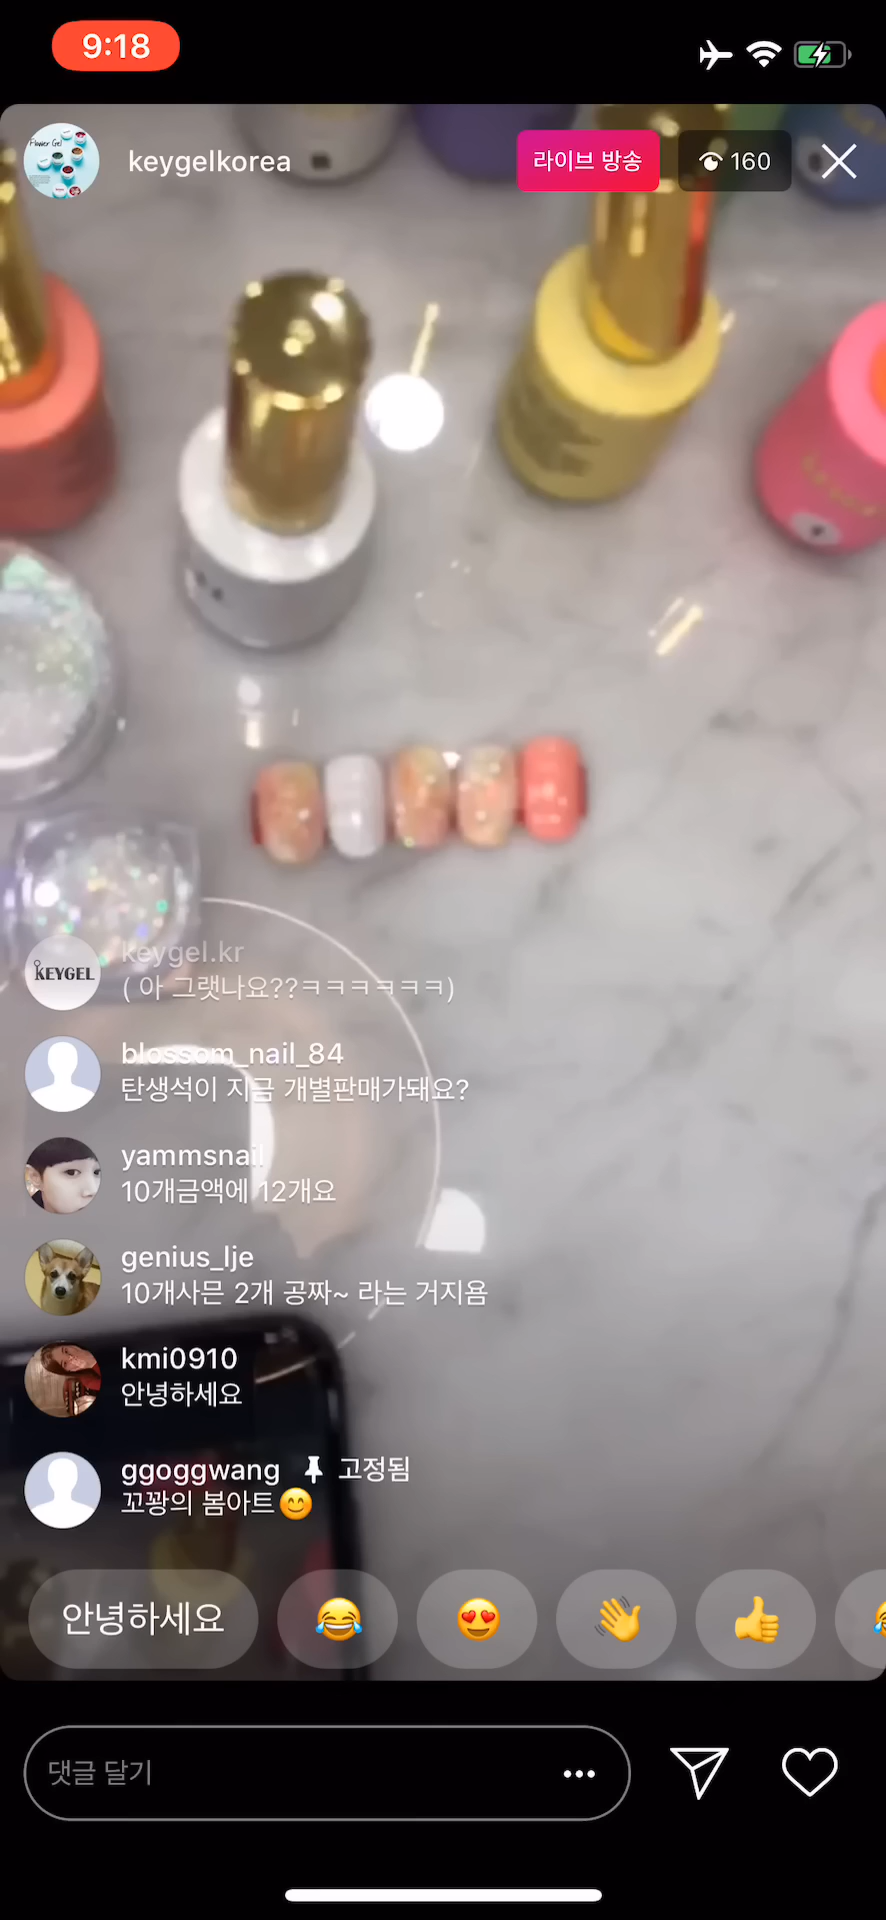 9:18
Flower Gel
keygelkorea
라이브 방송
160
keygel.kr
KEYGEL
( 아 그랫나요??ㅋㅋㅋㅋㅋㅋ)
blossom_nail_84
탄생석이 지금 개별판매가돼요?
yammsnail
10개금액에 12개요
genius_lje
10개사믄 2개 공짜~ 라는 거지욤
kmi0910
안녕하세요
ggoggwang 고정됨
꼬꽝의 봄아트😊
안녕하세요 😂 😍 👋 👍
댓글 달기